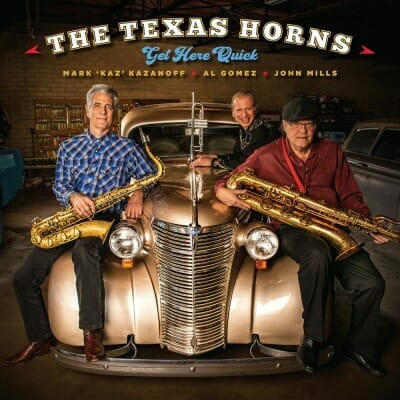 THE TEXAS HORNS
Get Here Quick
MARK 'KAZ' KAZANOFF ★ AL GOMEZ ★ JOHN MILLS